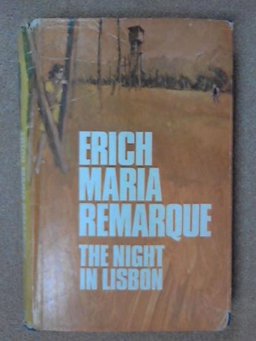 ERICH
MARIA
REMARQUE
THE NIGHT
IN LISBON